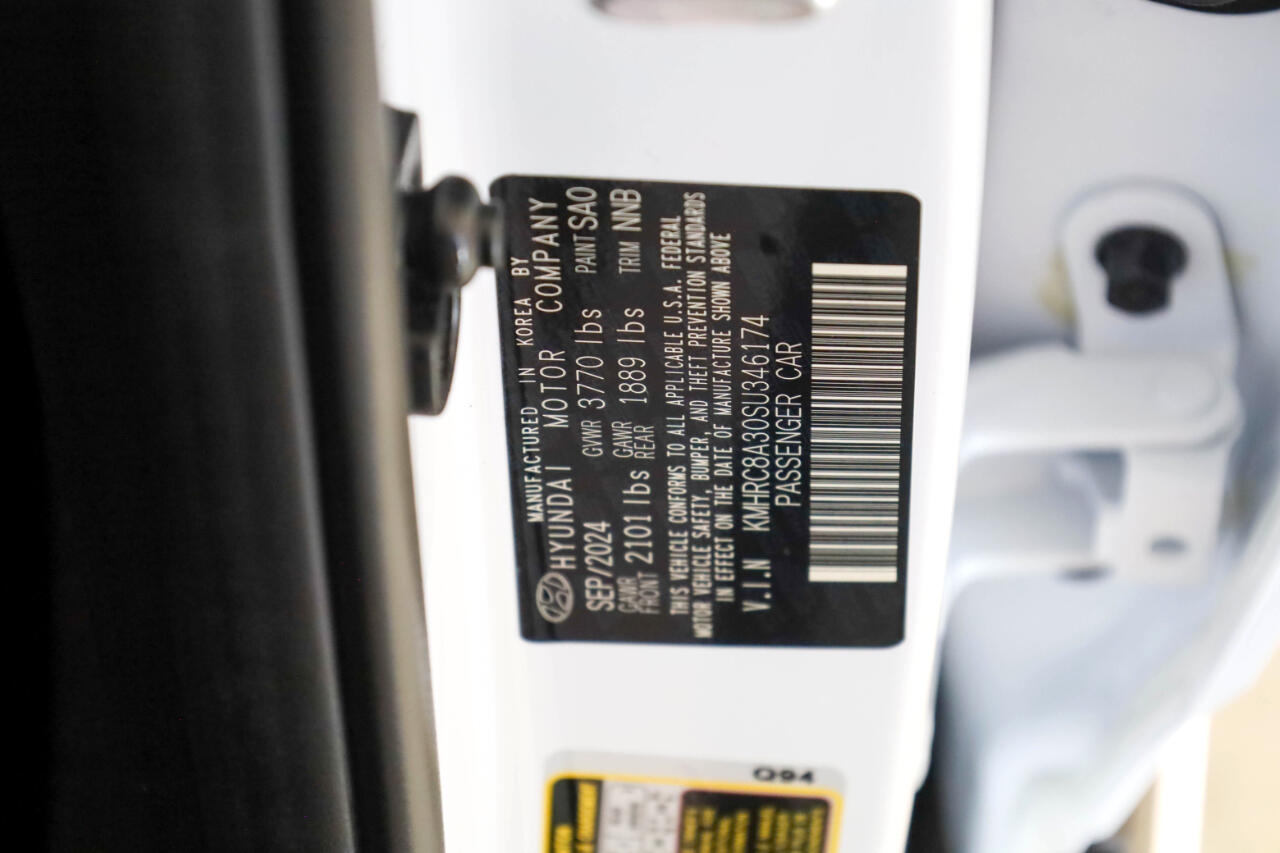 MANUFACTURED IN KOREA BY
HYUNDAI MOTOR COMPANY
SEP/2024 GVWR 3770 lbs PAINT SA0
GAWR FRONT 2101 lbs GAWR REAR 1889 lbs TRIM NNB
THIS VEHICLE CONFORMS TO ALL APPLICABLE U.S.A. FEDERAL
MOTOR VEHICLE SAFETY, BUMPER, AND THEFT PREVENTION STANDARDS
IN EFFECT ON THE DATE OF MANUFACTURE SHOWN ABOVE
V.I.N KMHRC8A30SU346174
PASSENGER CAR
Q94